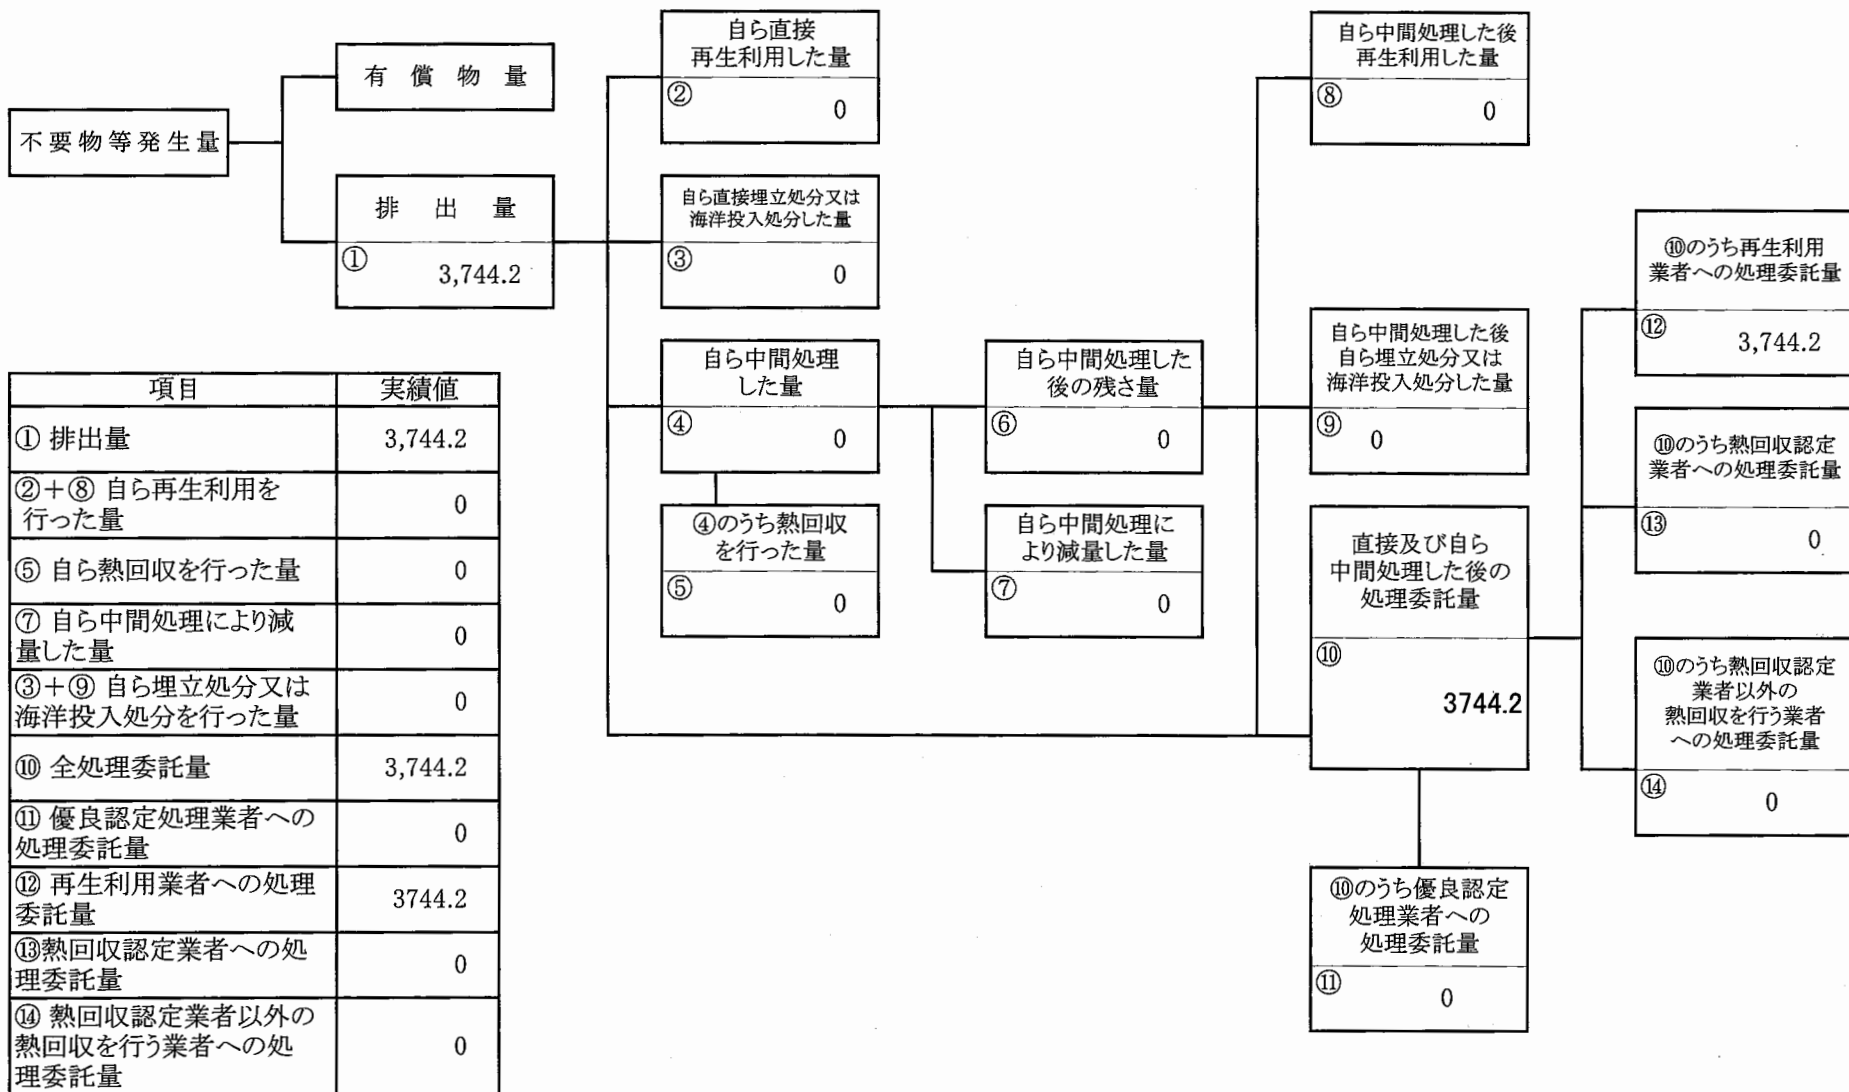 不要物等発生量
有償物量
排出量
① 3,744.2
自ら直接
再生利用した量
② 0
自ら直接埋立処分又は
海洋投入処分した量
③ 0
自ら中間処理
した量
④ 0
④のうち熱回収
を行った量
⑤ 0
自ら中間処理した
後の残さ量
⑥ 0
自ら中間処理に
より減量した量
⑦ 0
自ら中間処理した後
再生利用した量
⑧ 0
自ら中間処理した後
自ら埋立処分又は
海洋投入処分した量
⑨ 0
直接及び自ら
中間処理した後の
処理委託量
⑩
3744.2
⑩のうち優良認定
処理業者への
処理委託量
⑪ 0
⑩のうち再生利用
業者への処理委託量
⑫ 3,744.2
⑩のうち熱回収認定
業者への処理委託量
⑬ 0
⑩のうち熱回収認定
業者以外の
熱回収を行う業者
への処理委託量
⑭ 0
項目 実績値
① 排出量 3,744.2
②+⑧ 自ら再生利用を
行った量 0
⑤ 自ら熱回収を行った量 0
⑦ 自ら中間処理により減
量した量 0
③+⑨ 自ら埋立処分又は
海洋投入処分を行った量 0
⑩ 全処理委託量 3,744.2
⑪ 優良認定処理業者への
処理委託量 0
⑫ 再生利用業者への処理
委託量 3744.2
⑬熱回収認定業者への処
理委託量 0
⑭ 熱回収認定業者以外の
熱回収を行う業者への処
理委託量 0